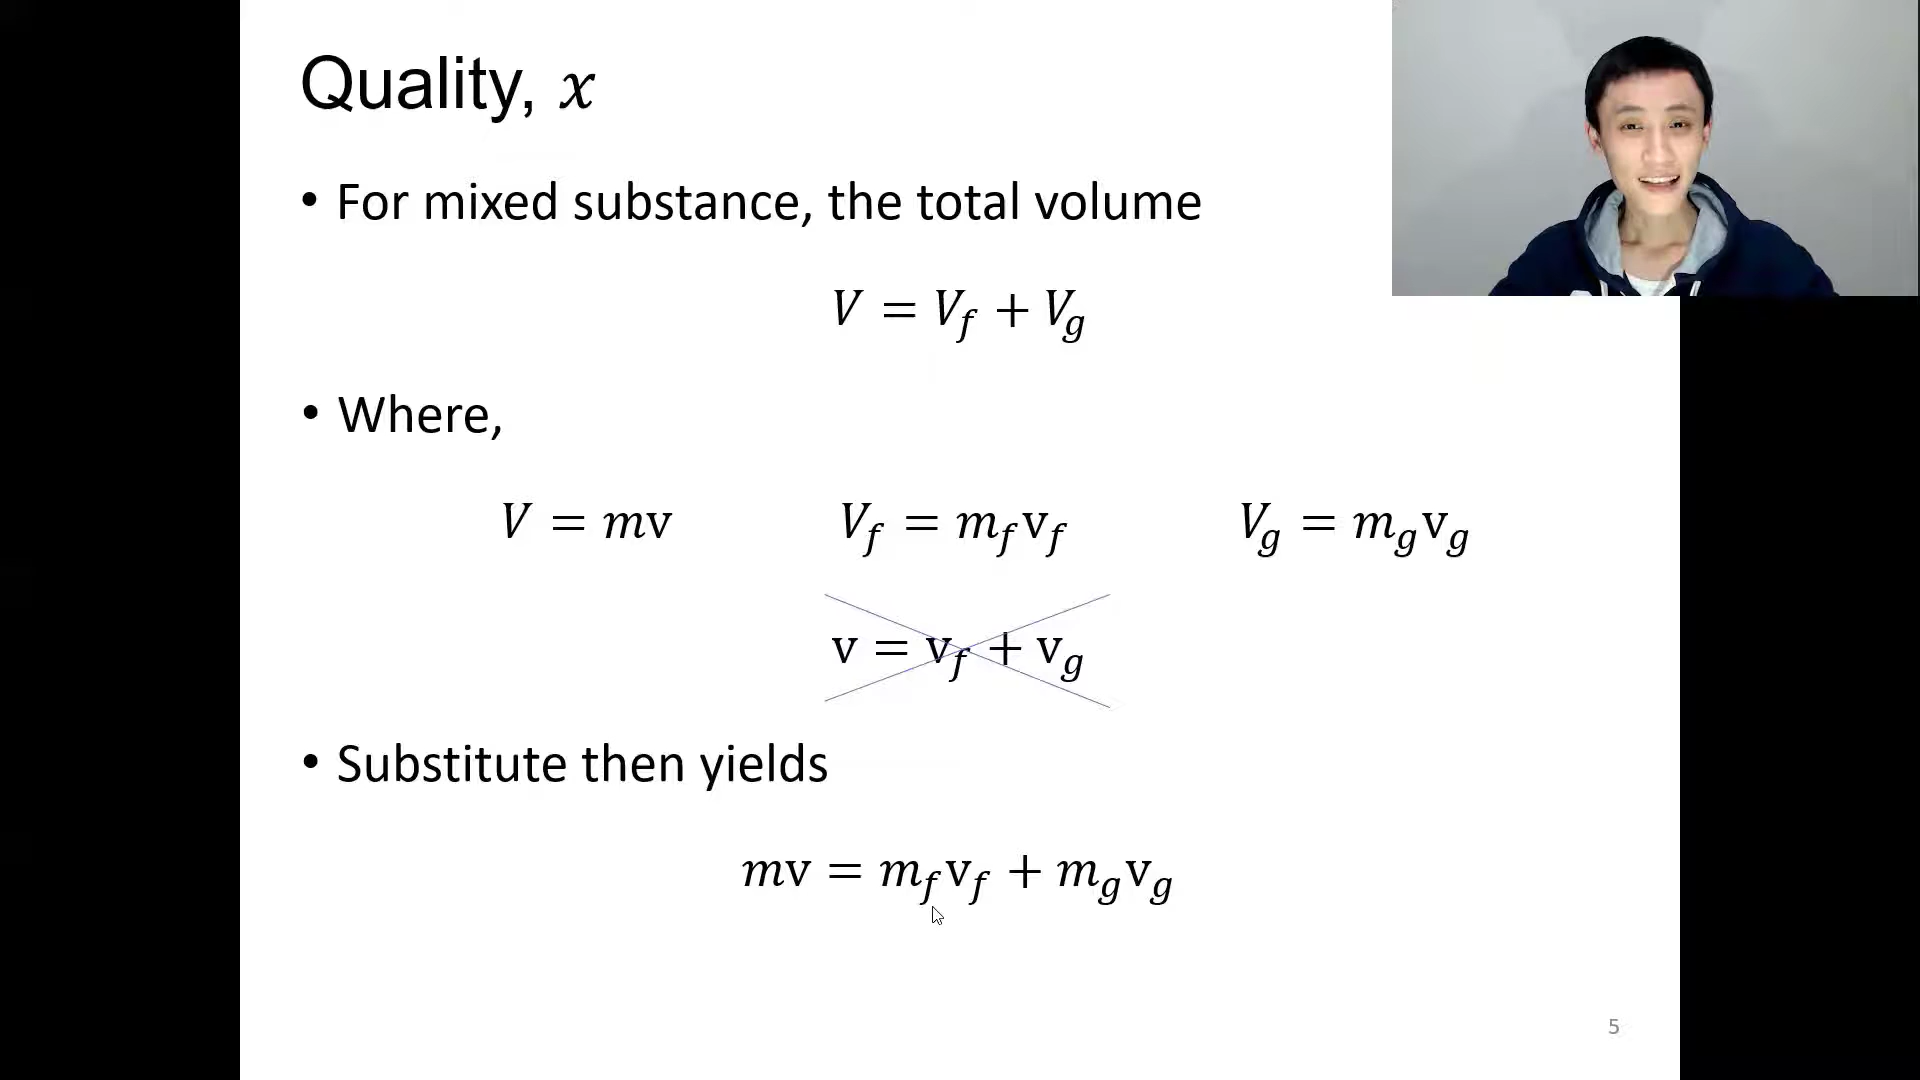 Quality, x
• For mixed substance, the total volume
V = V_f + V_g
• Where,
V = mv V_f = m_f v_f V_g = m_g v_g
v = v_f + v_g
• Substitute then yields
mv = m_f v_f + m_g v_g
5